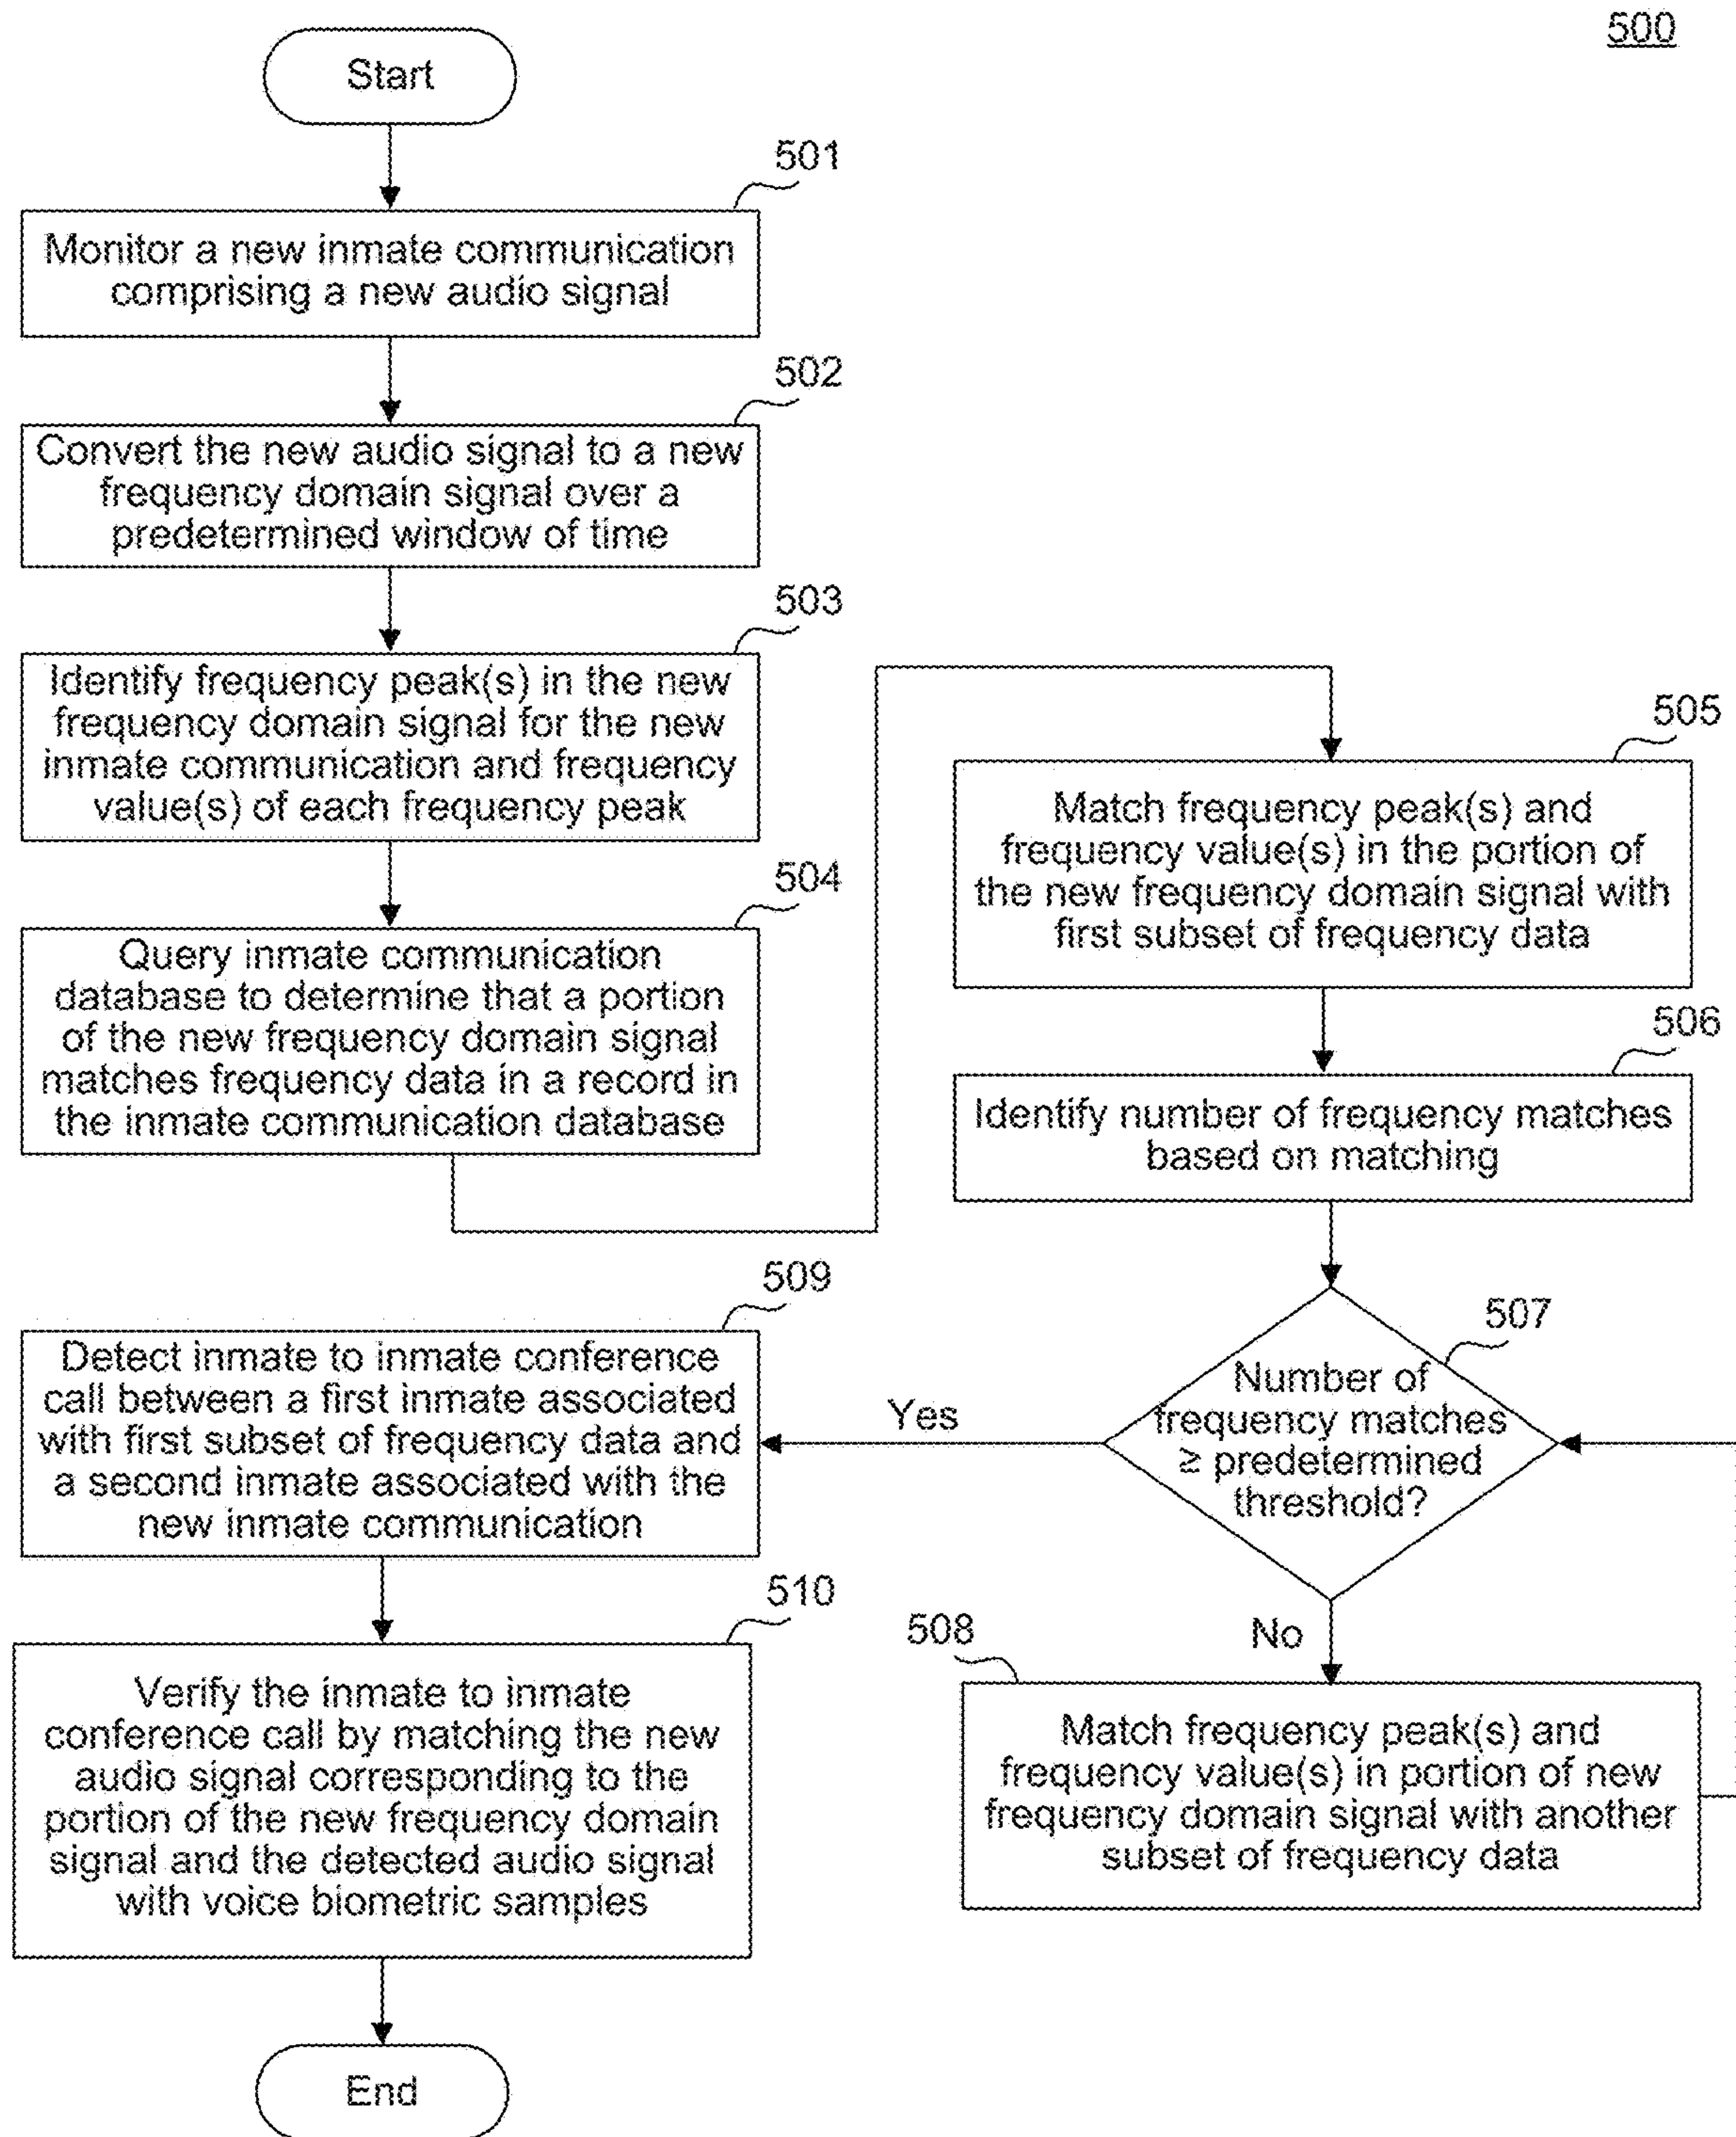 500
Start
501
Monitor a new inmate communication
comprising a new audio signal
502
Convert the new audio signal to a new
frequency domain signal over a
predetermined window of time
503
Identify frequency peak(s) in the new
frequency domain signal for the new
inmate communication and frequency
value(s) of each frequency peak
504
Query inmate communication
database to determine that a portion
of the new frequency domain signal
matches frequency data in a record in
the inmate communication database
505
Match frequency peak(s) and
frequency value(s) in the portion of
the new frequency domain signal with
first subset of frequency data
506
Identify number of frequency matches
based on matching
507
Number of
frequency matches
≥ predetermined
threshold?
Yes
No
508
Match frequency peak(s) and
frequency value(s) in portion of new
frequency domain signal with another
subset of frequency data
509
Detect inmate to inmate conference
call between a first inmate associated
with first subset of frequency data and
a second inmate associated with the
new inmate communication
510
Verify the inmate to inmate
conference call by matching the new
audio signal corresponding to the
portion of the new frequency domain
signal and the detected audio signal
with voice biometric samples
End